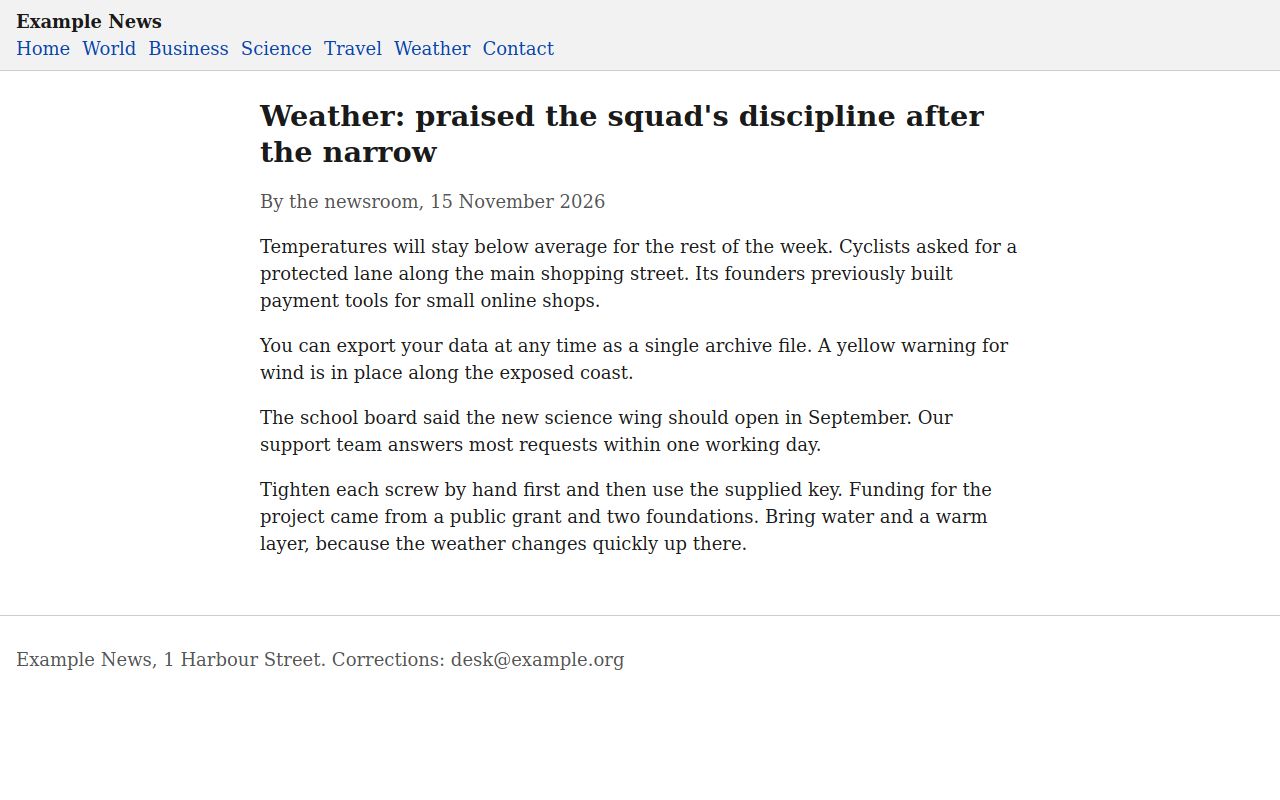 Example News
Home World Business Science Travel Weather Contact
Weather: praised the squad's discipline after
the narrow
By the newsroom, 15 November 2026
Temperatures will stay below average for the rest of the week. Cyclists asked for a
protected lane along the main shopping street. Its founders previously built
payment tools for small online shops.
You can export your data at any time as a single archive file. A yellow warning for
wind is in place along the exposed coast.
The school board said the new science wing should open in September. Our
support team answers most requests within one working day.
Tighten each screw by hand first and then use the supplied key. Funding for the
project came from a public grant and two foundations. Bring water and a warm
layer, because the weather changes quickly up there.
Example News, 1 Harbour Street. Corrections: desk@example.org